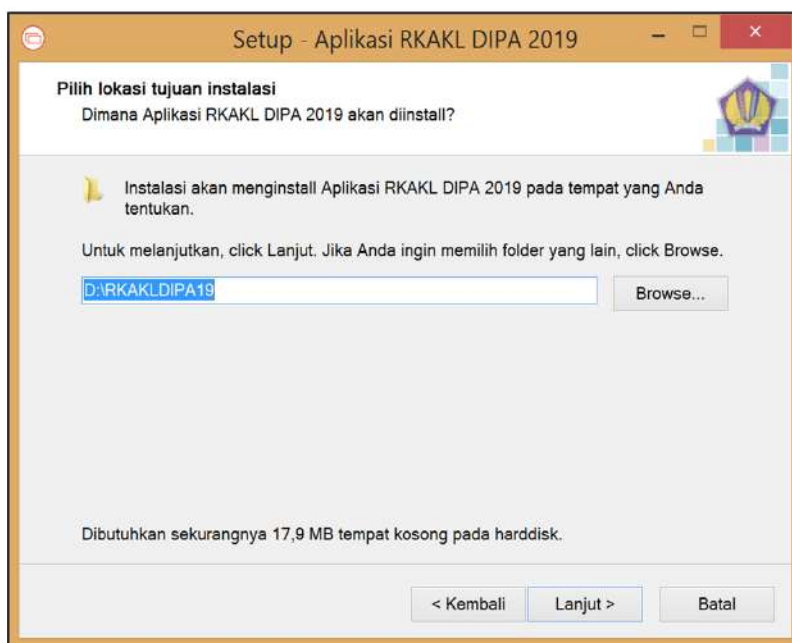 Setup - Aplikasi RKAKL DIPA 2019
Pilih lokasi tujuan instalasi
Dimana Aplikasi RKAKL DIPA 2019 akan diinstall?
Instalasi akan menginstall Aplikasi RKAKL DIPA 2019 pada tempat yang Anda
tentukan.
Untuk melanjutkan, click Lanjut. Jika Anda ingin memilih folder yang lain, click Browse.
D:\RKAKLDIPA19
Browse...
Dibutuhkan sekurangnya 17,9 MB tempat kosong pada harddisk.
< Kembali
Lanjut >
Batal